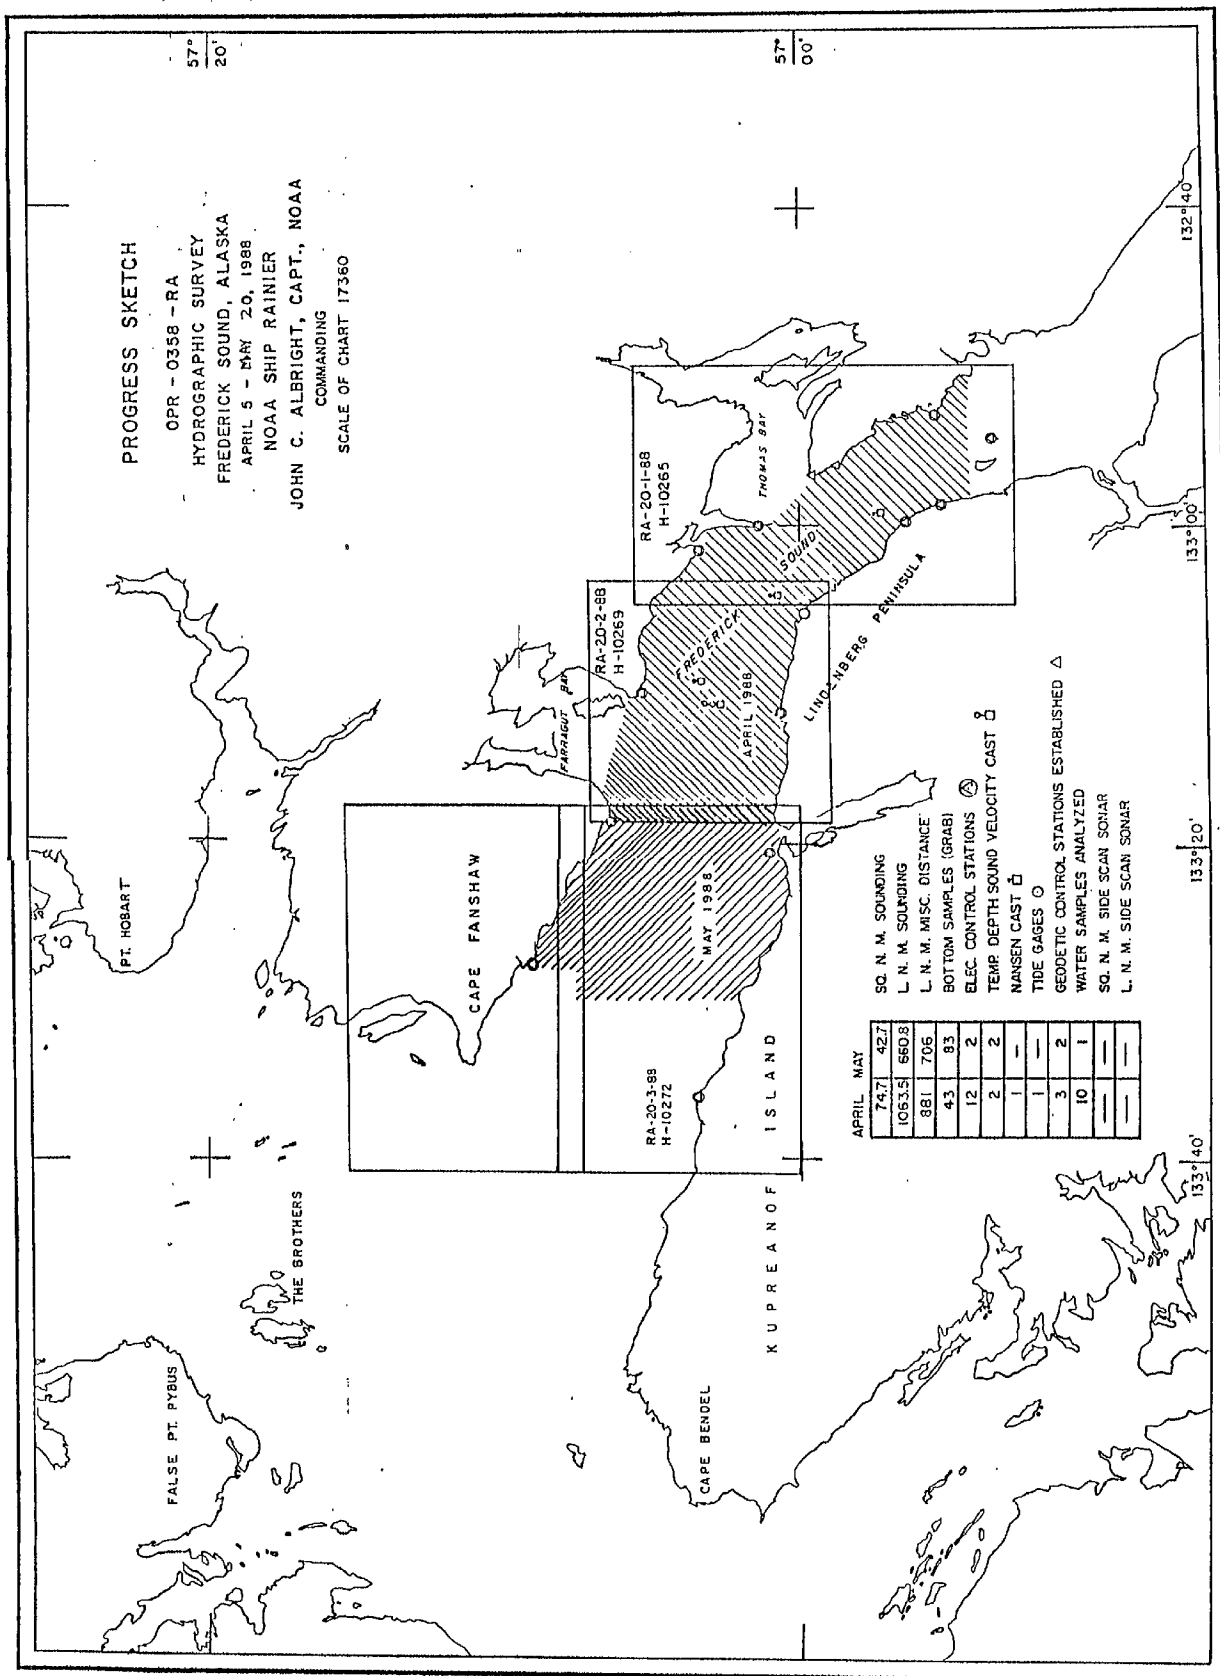 PROGRESS SKETCH
OPR - 0358 - RA
HYDROGRAPHIC SURVEY
FREDERICK SOUND, ALASKA
APRIL 5 - MAY 20, 1988
NOAA SHIP RAINIER
JOHN C. ALBRIGHT, CAPT., NOAA
COMMANDING
SCALE OF CHART 17360
57°
20'
57°
00'
PT. HOBART
FALSE PT. PYBUS
THE BROTHERS
CAPE FANSHAW
FARRAGUT BAY
RA-20-2-88
H-10269
RA-20-1-88
H-10265
THOMAS BAY
FREDERICK
SOUND
APRIL 1988
MAY 1988
RA-20-3-88
H-10272
LINDENBERG PENINSULA
KUPREANOF ISLAND
CAPE BENDEL
APRIL MAY
74.7 42.7 SQ. N. M. SOUNDING
1063.5 660.8 L. N. M. SOUNDING
881 706 L. N. M. MISC. DISTANCE
43 83 BOTTOM SAMPLES (GRAB)
12 2 ELEC. CONTROL STATIONS
2 2 TEMP. DEPTH SOUND VELOCITY CAST
1 — NANSEN CAST
1 — TIDE GAGES
3 2 GEODETIC CONTROL STATIONS ESTABLISHED
10 1 WATER SAMPLES ANALYZED
— — SQ. N. M. SIDE SCAN SONAR
— — L. N. M. SIDE SCAN SONAR
133° 40'
133° 20'
133° 00'
132° 40'